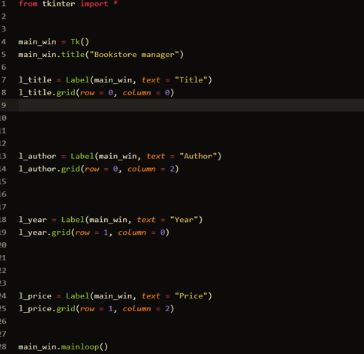 1 from tkinter import *
2
3
4 main_win = Tk()
5 main_win.title("Bookstore manager")
6
7 l_title = Label(main_win, text = "Title")
8 l_title.grid(row = 0, column = 0)
9
10
11
12
13 l_author = Label(main_win, text = "Author")
14 l_author.grid(row = 0, column = 2)
15
16
17
18 l_year = Label(main_win, text = "Year")
19 l_year.grid(row = 1, column = 0)
20
21
22
23
24 l_price = Label(main_win, text = "Price")
25 l_price.grid(row = 1, column = 2)
26
27
28 main_win.mainloop()